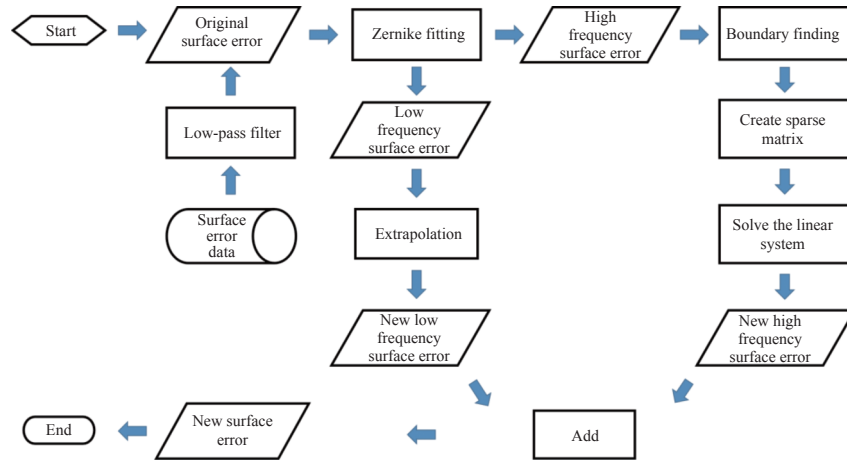 Start
Original
surface error
Zernike fitting
High
frequency
surface error
Boundary finding
Low-pass filter
Low
frequency
surface error
Create sparse
matrix
Surface
error
data
Extrapolation
Solve the linear
system
New low
frequency
surface error
New high
frequency
surface error
End
New surface
error
Add